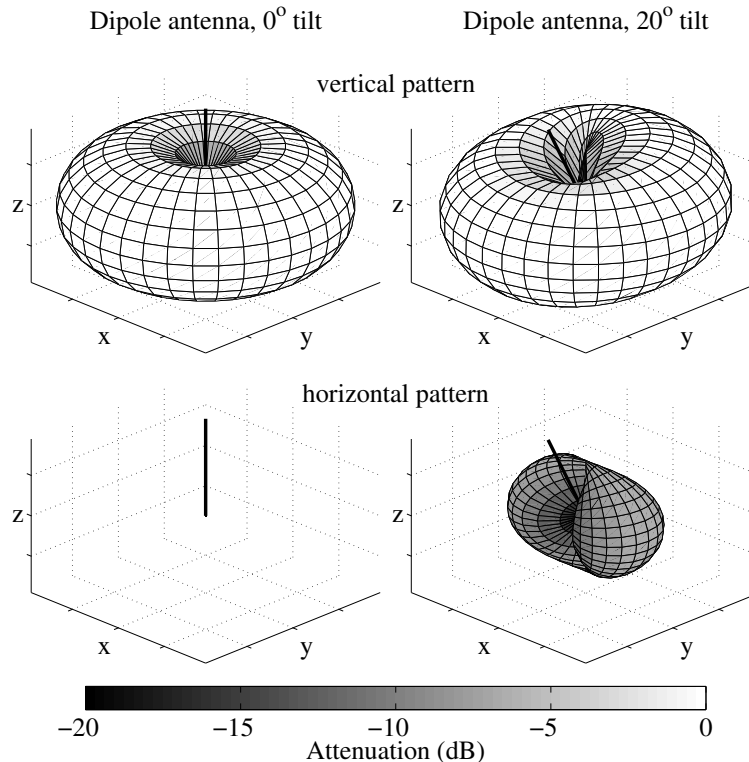 Dipole antenna, 0° tilt
Dipole antenna, 20° tilt
vertical pattern
z
x
y
z
x
y
horizontal pattern
z
x
y
z
x
y
−20 −15 −10 −5 0
Attenuation (dB)